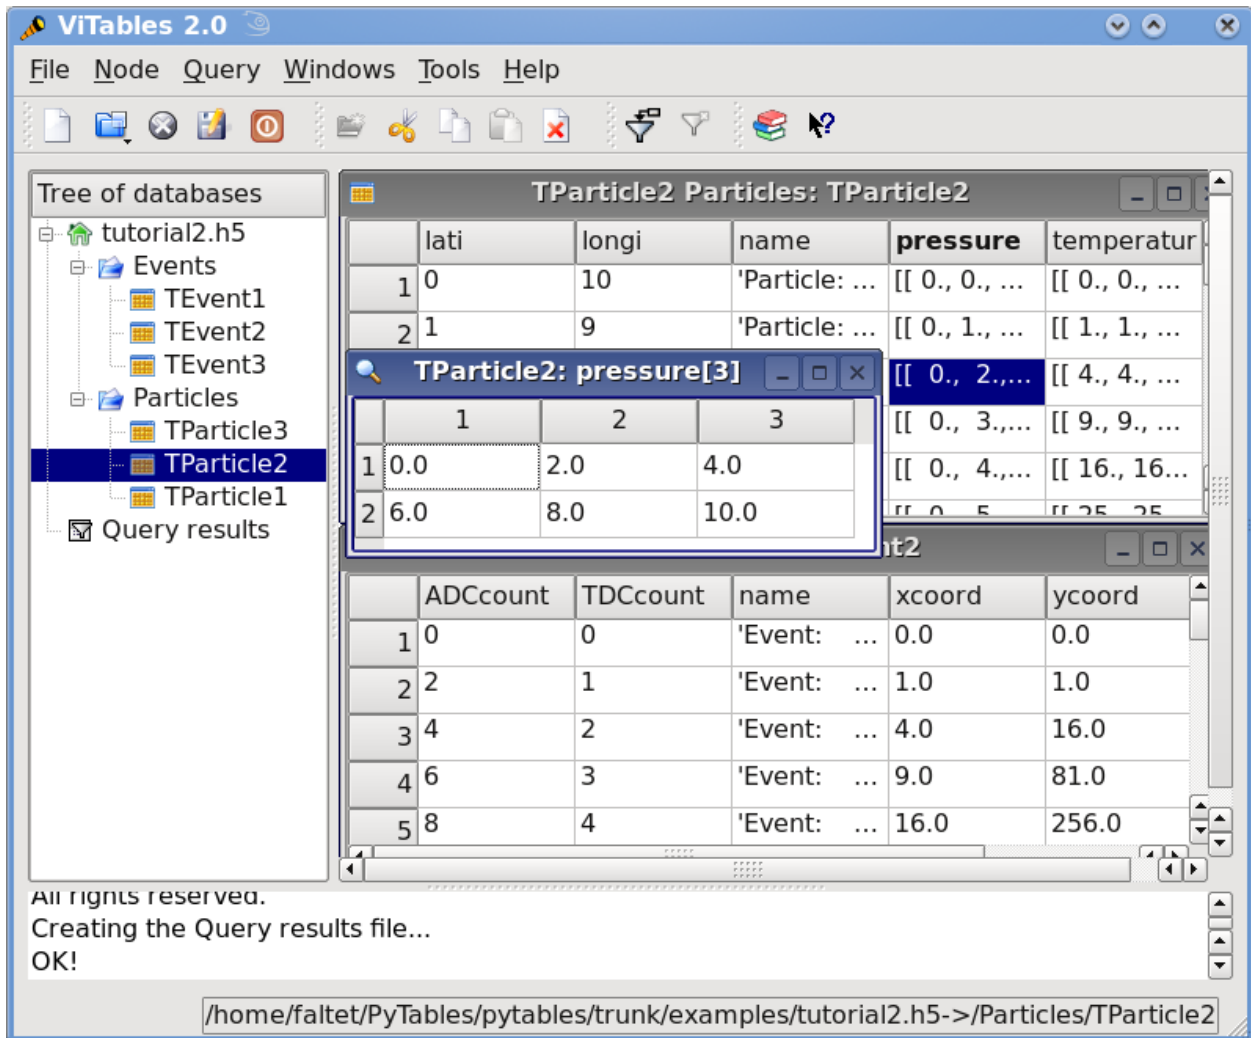 ViTables 2.0
File Node Query Windows Tools Help
Tree of databases
tutorial2.h5
Events
TEvent1
TEvent2
TEvent3
Particles
TParticle3
TParticle2
TParticle1
Query results
TParticle2 Particles: TParticle2
lati longi name pressure temperatur
1 0 10 'Particle: ... [[ 0., 0., ... [[ 0., 0., ...
2 1 9 'Particle: ... [[ 0., 1., ... [[ 1., 1., ...
[[ 0., 2.,... [[ 4., 4., ...
[[ 0., 3.,... [[ 9., 9., ...
[[ 0., 4.,... [[ 16., 16...
TParticle2: pressure[3]
1 2 3
1 0.0 2.0 4.0
2 6.0 8.0 10.0
nt2
ADCcount TDCcount name xcoord ycoord
1 0 0 'Event: ... 0.0 0.0
2 2 1 'Event: ... 1.0 1.0
3 4 2 'Event: ... 4.0 16.0
4 6 3 'Event: ... 9.0 81.0
5 8 4 'Event: ... 16.0 256.0
All rights reserved.
Creating the Query results file...
OK!
/home/faltet/PyTables/pytables/trunk/examples/tutorial2.h5->/Particles/TParticle2